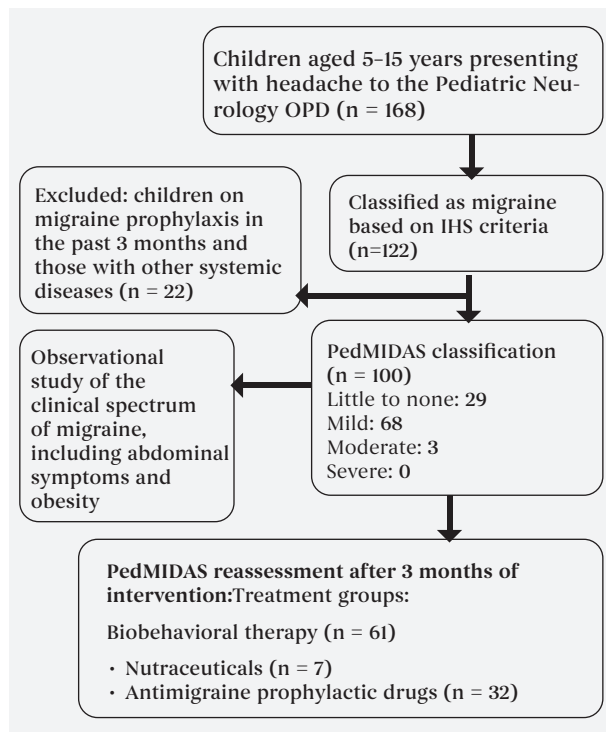 Children aged 5–15 years presenting
with headache to the Pediatric Neu-
rology OPD (n = 168)
Excluded: children on
migraine prophylaxis in
the past 3 months and
those with other systemic
diseases (n = 22)
Classified as migraine
based on IHS criteria
(n=122)
Observational
study of the
clinical spectrum
of migraine,
including abdominal
symptoms and
obesity
PedMIDAS classification
(n = 100)
Little to none: 29
Mild: 68
Moderate: 3
Severe: 0
PedMIDAS reassessment after 3 months of
intervention:Treatment groups:
Biobehavioral therapy (n = 61)
· Nutraceuticals (n = 7)
· Antimigraine prophylactic drugs (n = 32)